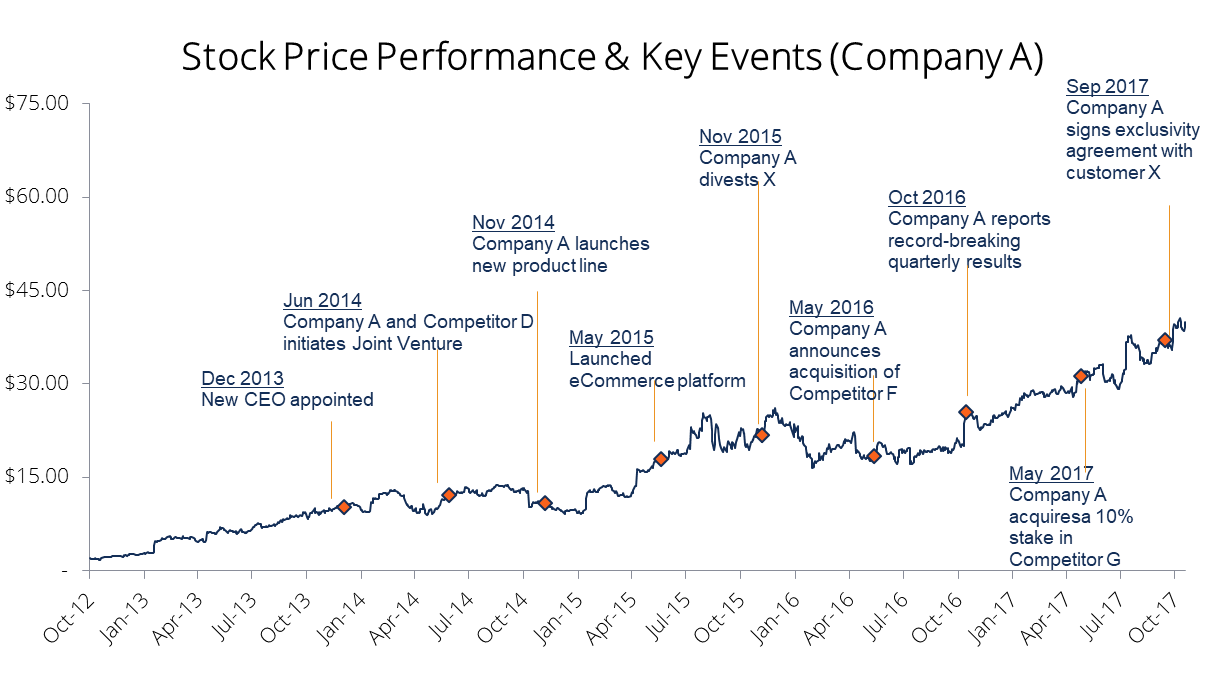 Stock Price Performance & Key Events (Company A)
$75.00
$60.00
$45.00
$30.00
$15.00
-
Dec 2013
New CEO appointed
Jun 2014
Company A and Competitor D
initiates Joint Venture
Nov 2014
Company A launches
new product line
May 2015
Launched
eCommerce platform
Nov 2015
Company A
divests X
May 2016
Company A
announces
acquisition of
Competitor F
Oct 2016
Company A reports
record-breaking
quarterly results
May 2017
Company A
acquiresa 10%
stake in
Competitor G
Sep 2017
Company A
signs exclusivity
agreement with
customer X
Oct-12
Jan-13
Apr-13
Jul-13
Oct-13
Jan-14
Apr-14
Jul-14
Oct-14
Jan-15
Apr-15
Jul-15
Oct-15
Jan-16
Apr-16
Jul-16
Oct-16
Jan-17
Apr-17
Jul-17
Oct-17